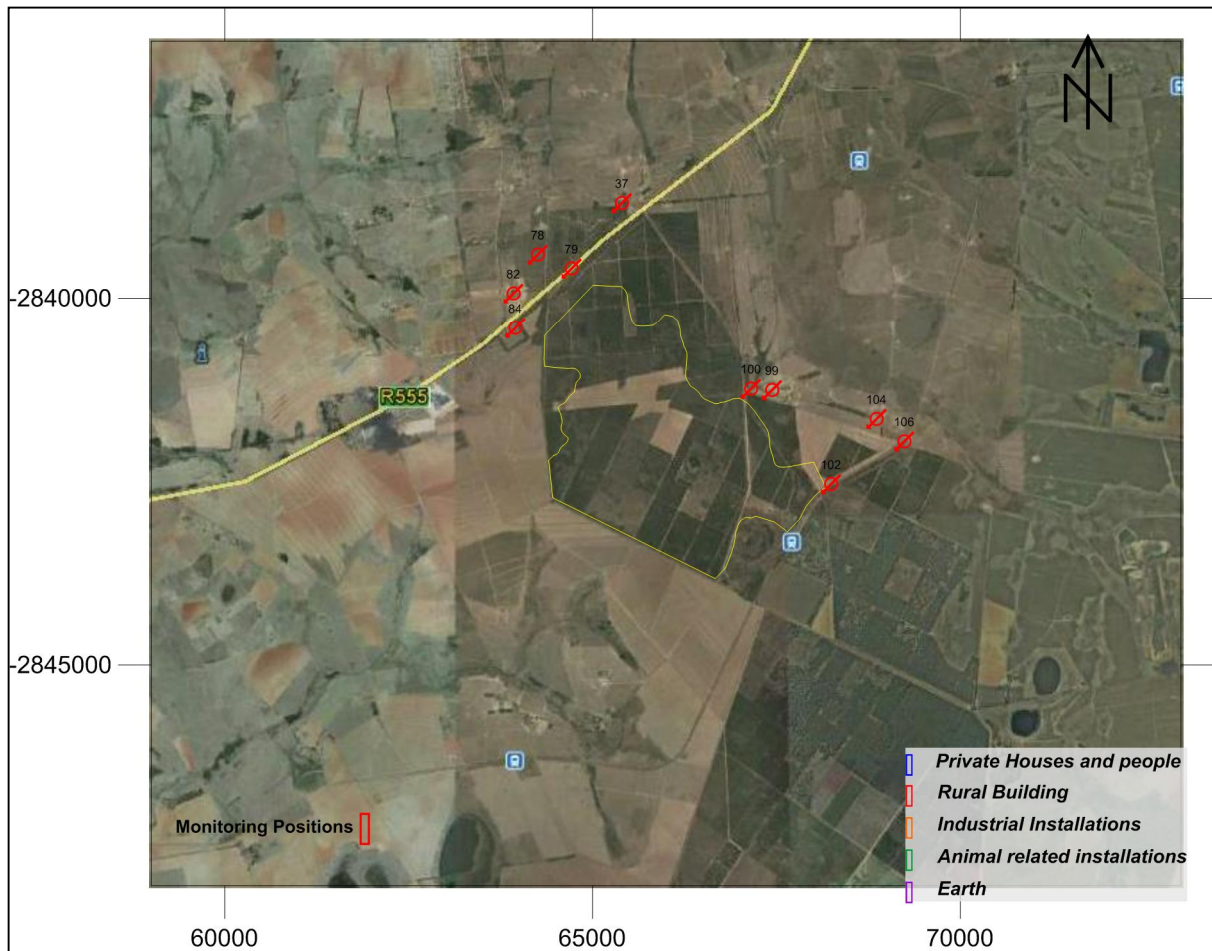 N
37
78
79
82
-2840000
84
100
99
R555
104
106
102
-2845000
Private Houses and people
Rural Building
Monitoring Positions
Industrial Installations
Animal related installations
Earth
60000
65000
70000